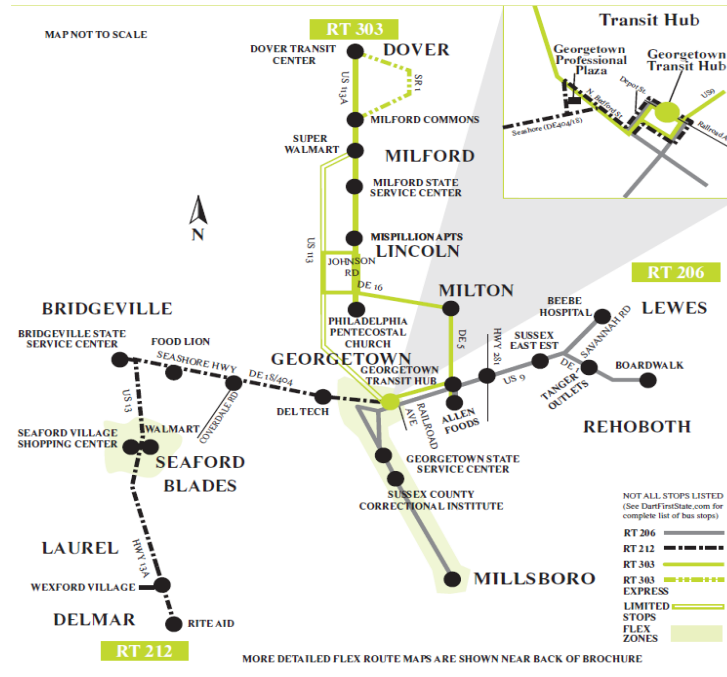 MAP NOT TO SCALE
RT 303
DOVER TRANSIT
CENTER
DOVER
US 113A
SR 1
MILFORD COMMONS
SUPER
WALMART
MILFORD
MILFORD STATE
SERVICE CENTER
N
MISPILLION APTS
LINCOLN
US 113
JOHNSON
RD
DE 16
PHILADELPHIA
PENTECOSTAL
CHURCH
MILTON
DE 5
Transit Hub
Georgetown
Professional
Plaza
Georgetown
Transit Hub
Depot St.
N. Bedford St.
US9
Seashore (DE404/18)
RT 206
BEEBE
HOSPITAL
LEWES
SAVANNAH RD
HWY 281
SUSSEX
EAST EST
BOARDWALK
DE 1
TANGER
OUTLETS
US 9
REHOBOTH
BRIDGEVILLE
BRIDGEVILLE STATE
SERVICE CENTER
FOOD LION
SEASHORE HWY
DE 18/404
GEORGETOWN
GEORGETOWN
TRANSIT HUB
US 13
COVERDALE RD
DEL TECH
RAILROAD
AVE
ALLEN
FOODS
SEAFORD VILLAGE
SHOPPING CENTER
WALMART
SEAFORD
BLADES
GEORGETOWN STATE
SERVICE CENTER
SUSSEX COUNTY
CORRECTIONAL INSTITUTE
MILLSBORO
LAUREL
HWY 13A
WEXFORD VILLAGE
DELMAR
RITE AID
RT 212
NOT ALL STOPS LISTED
(See DartFirstState,com for
complete list of bus stops)
RT 206
RT 212
RT 303
RT 303
EXPRESS
LIMITED
STOPS
FLEX
ZONES
MORE DETAILED FLEX ROUTE MAPS ARE SHOWN NEAR BACK OF BROCHURE